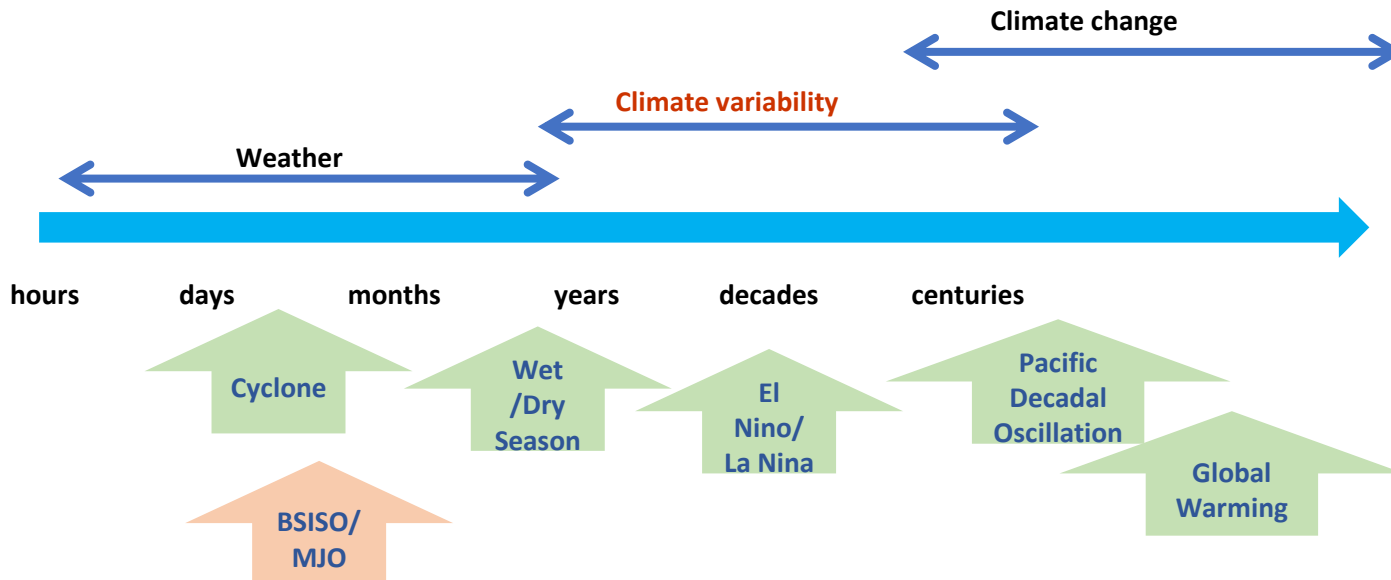 Climate change
Climate variability
Weather
hours days months years decades centuries
Cyclone
Wet
/Dry
Season
El
Nino/
La Nina
Pacific
Decadal
Oscillation
Global
Warming
BSISO/
MJO